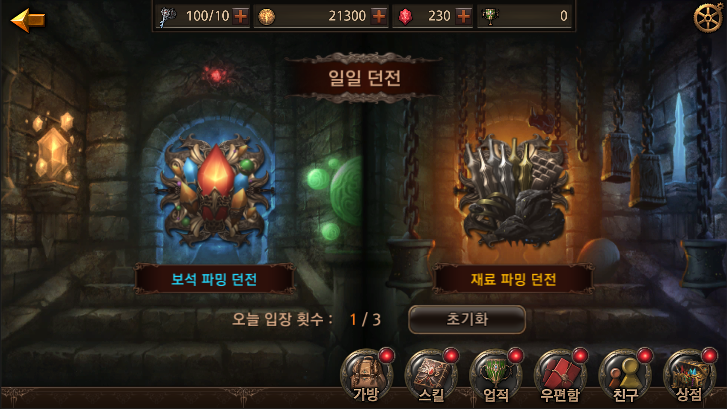 100/10 21300 230 0
일일 던전
보석 파밍 던전 재료 파밍 던전
오늘 입장 횟수 : 1 / 3 초기화
가방 스킬 업적 우편함 친구 상점